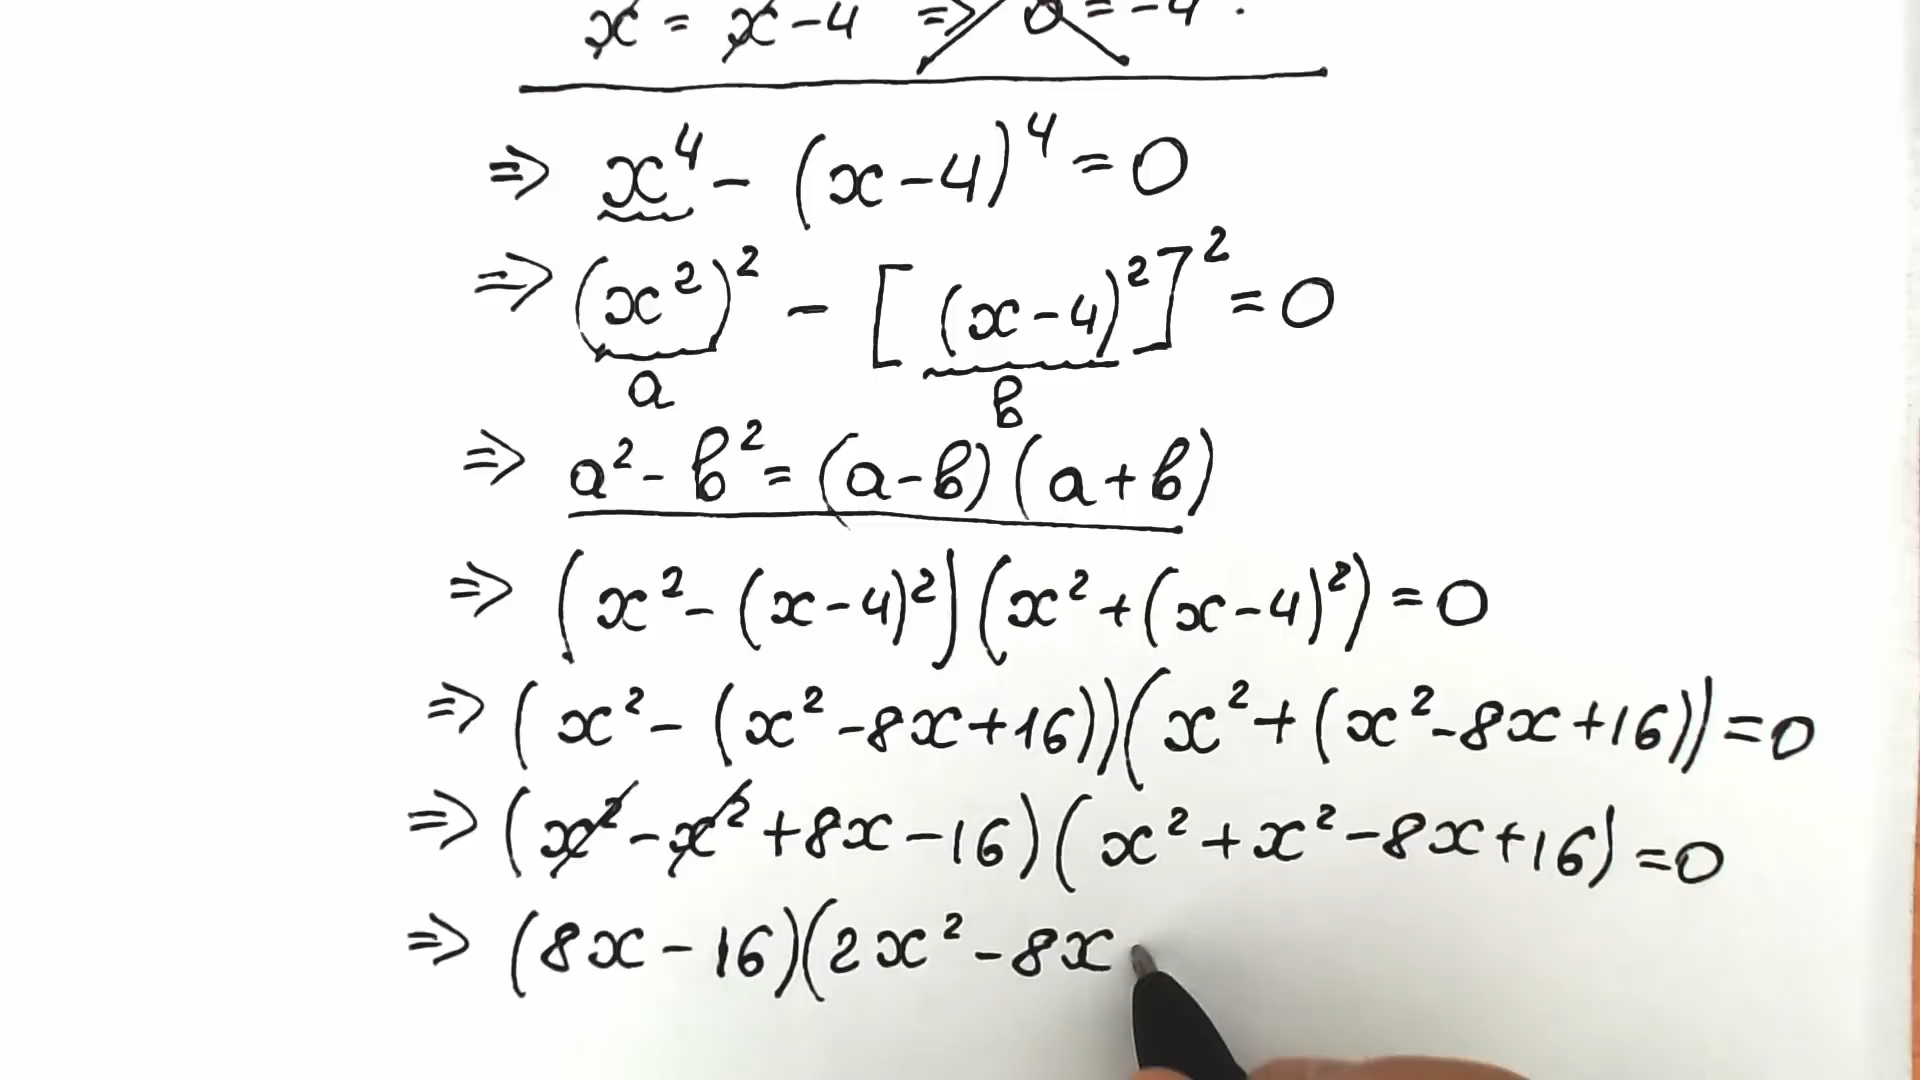 x = x - 4 => 0 = -4 .
=> x⁴ - (x-4)⁴ = 0
=> (x²)² - [(x-4)²]² = 0
a в
=> a² - в² = (a-в)(a+в)
=> (x² - (x-4)²)(x² + (x-4)²) = 0
=> (x² - (x² - 8x + 16))(x² + (x² - 8x + 16)) = 0
=> (x² - x² + 8x - 16)(x² + x² - 8x + 16) = 0
=> (8x - 16)(2x² - 8x